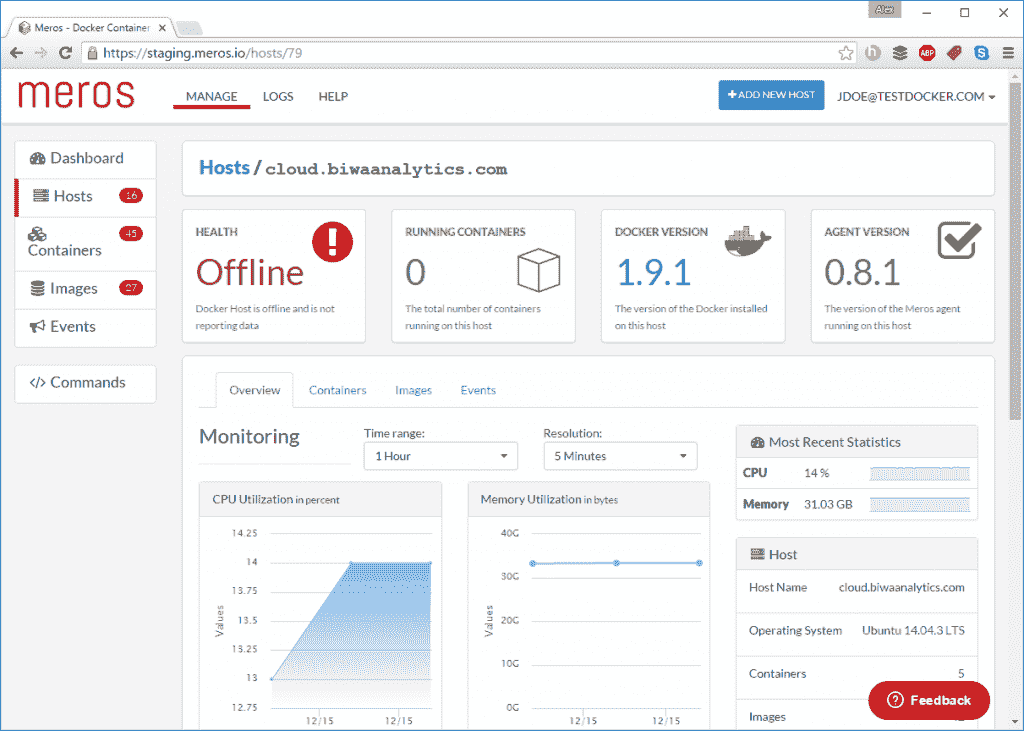 Alex
Meros - Docker Container
https://staging.meros.io/hosts/79
ABP
meros
MANAGE
LOGS
HELP
+ADD NEW HOST
JDOE@TESTDOCKER.COM
Dashboard
Hosts
16
Containers
45
Images
27
Events
</> Commands
Hosts / cloud.biwaanalytics.com
HEALTH
Offline
Docker Host is offline and is not
reporting data
RUNNING CONTAINERS
0
The total number of containers
running on this host
DOCKER VERSION
1.9.1
The version of the Docker installed
on this host
AGENT VERSION
0.8.1
The version of the Meros agent
running on this host
Overview
Containers
Images
Events
Monitoring
Time range:
1 Hour
Resolution:
5 Minutes
CPU Utilization in percent
Values
14.25
14
13.75
13.5
13.25
13
12.75
12/15
12/15
Memory Utilization in bytes
Values
40G
30G
20G
10G
0G
12/15
12/15
Most Recent Statistics
CPU 14 %
Memory 31.03 GB
Host
Host Name cloud.biwaanalytics.com
Operating System Ubuntu 14.04.3 LTS
Containers 5
Images
Feedback